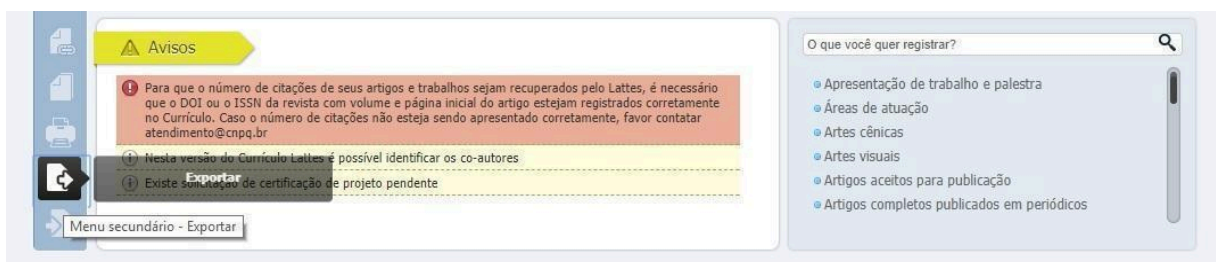 Avisos
Para que o número de citações de seus artigos e trabalhos sejam recuperados pelo Lattes, é necessário
que o DOI ou o ISSN da revista com volume e página inicial do artigo estejam registrados corretamente
no Currículo. Caso o número de citações não esteja sendo apresentado corretamente, favor contatar
atendimento@cnpq.br
Nesta versão do Currículo Lattes é possível identificar os co-autores
Exportar
Existe solicitação de certificação de projeto pendente
Menu secundário - Exportar
O que você quer registrar?
Apresentação de trabalho e palestra
Áreas de atuação
Artes cênicas
Artes visuais
Artigos aceitos para publicação
Artigos completos publicados em periódicos